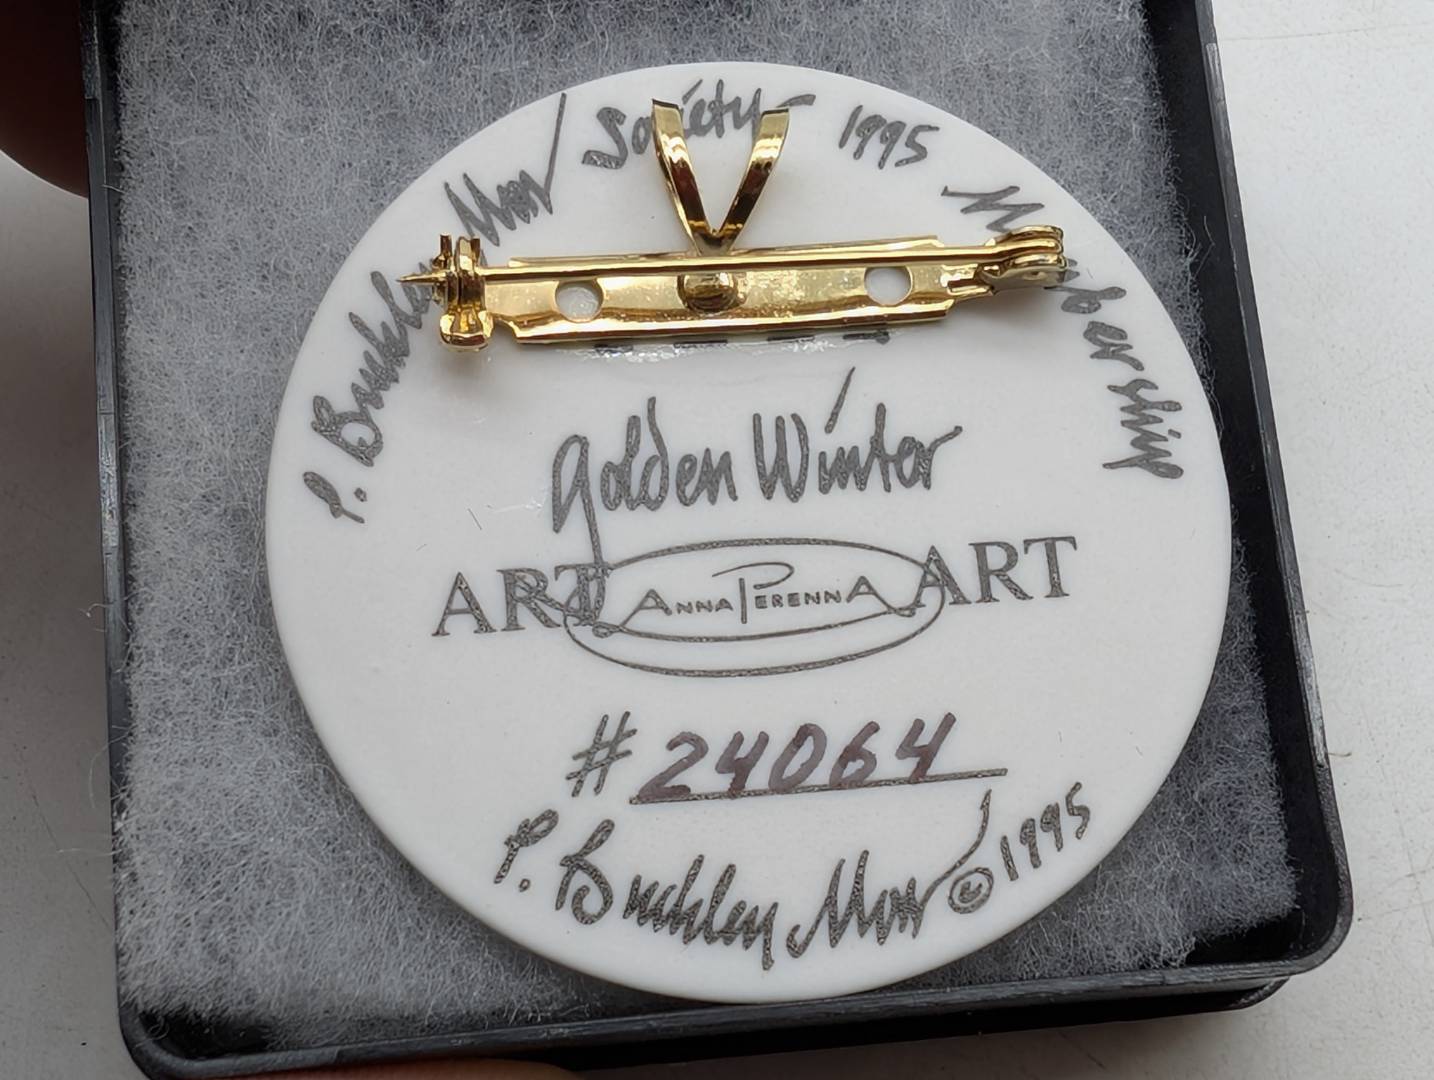 P. Buckley Moss Society 1995 Membership
Golden Winter
ART ANNA PERENNA ART
#24064
P. Buckley Moss © 1995